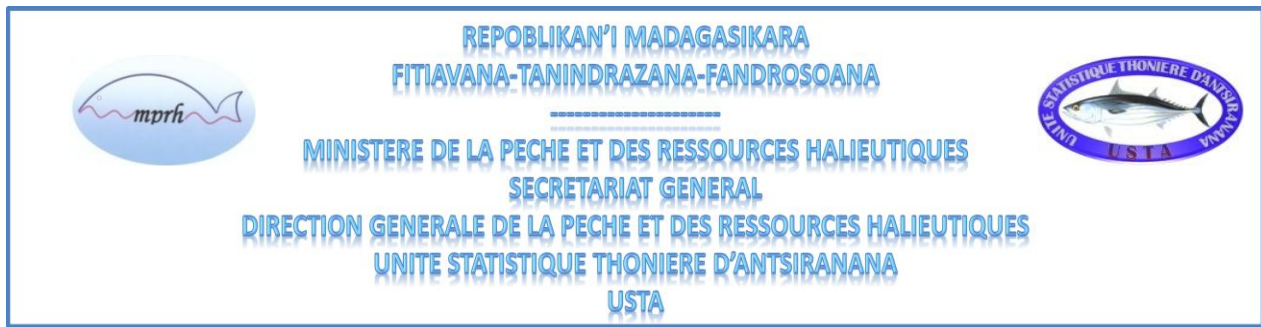 REPOBLIKAN’I MADAGASIKARA
FITIAVANA-TANINDRAZANA-FANDROSOANA
---------------------
MINISTERE DE LA PECHE ET DES RESSOURCES HALIEUTIQUES
SECRETARIAT GENERAL
DIRECTION GENERALE DE LA PECHE ET DES RESSOURCES HALIEUTIQUES
UNITE STATISTIQUE THONIERE D’ANTSIRANANA
USTA
mprh
UNITE STATISTIQUE THONIERE D'ANTSIRANANA
USTA